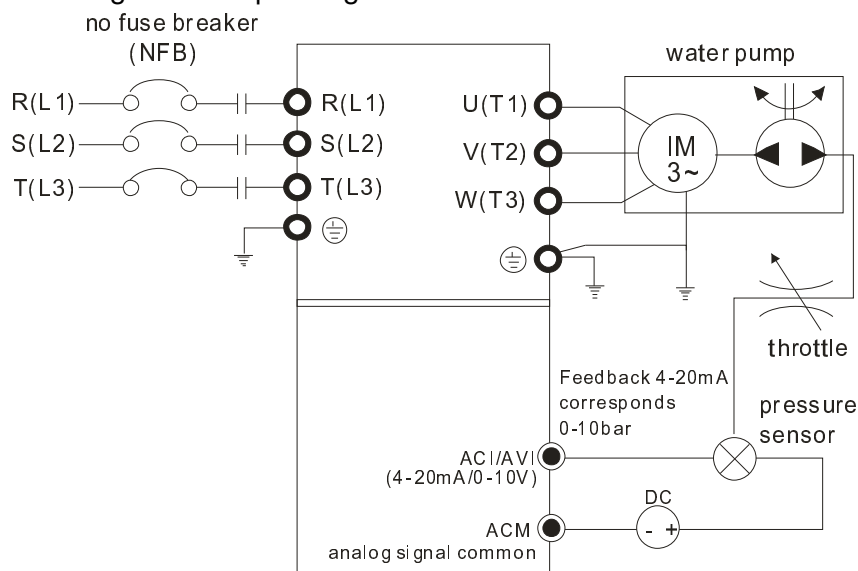 no fuse breaker
(NFB)
water pump
R(L1)
R(L1)
U(T1)
S(L2)
S(L2)
V(T2)
IM
3~
T(L3)
T(L3)
W(T3)
throttle
Feedback 4-20mA
corresponds
0-10bar
pressure
sensor
ACI/AVI
(4-20mA/0-10V)
DC
- +
ACM
analog signal common